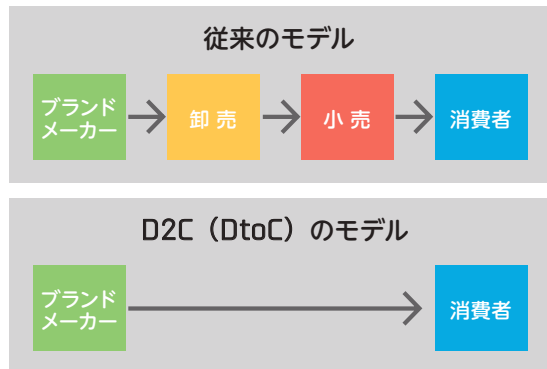 従来のモデル
ブランド
メーカー
卸 売
小 売
消費者
D2C（DtoC）のモデル
ブランド
メーカー
消費者